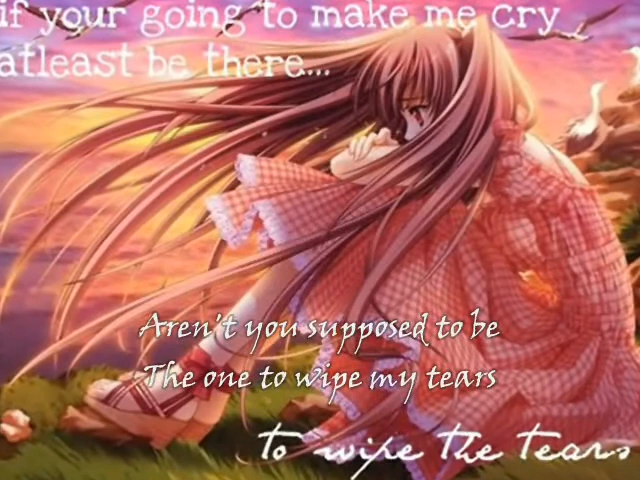 if your going to make me cry
atleast be there...
Aren't you supposed to be
The one to wipe my tears
to wipe the tears